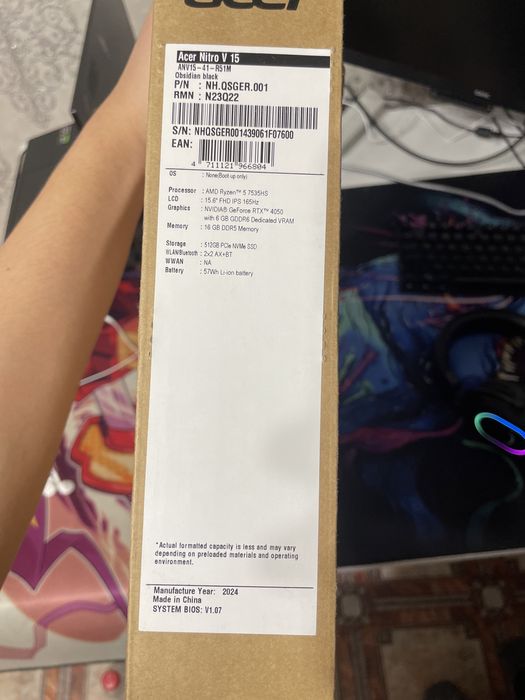 acer
Acer Nitro V 15
ANV15-41-R51M
Obsidian black
P/N : NH.QSGER.001
RMN : N23Q22
S/N: NHQSGER001439061F07600
EAN:
4 711121 966804
OS : None(Boot up only)
Processor : AMD Ryzen™ 5 7535HS
LCD : 15.6" FHD IPS 165Hz
Graphics : NVIDIA® GeForce RTX™ 4050
with 6 GB GDDR6 Dedicated VRAM
Memory : 16 GB DDR5 Memory
Storage : 512GB PCIe NVMe SSD
WLAN/Bluetooth : 2x2 AX+BT
WWAN : NA
Battery : 57Wh Li-ion battery
*Actual formatted capacity is less and may vary
depending on preloaded materials and operating
environment.
Manufacture Year: 2024
Made in China
SYSTEM BIOS: V1.07